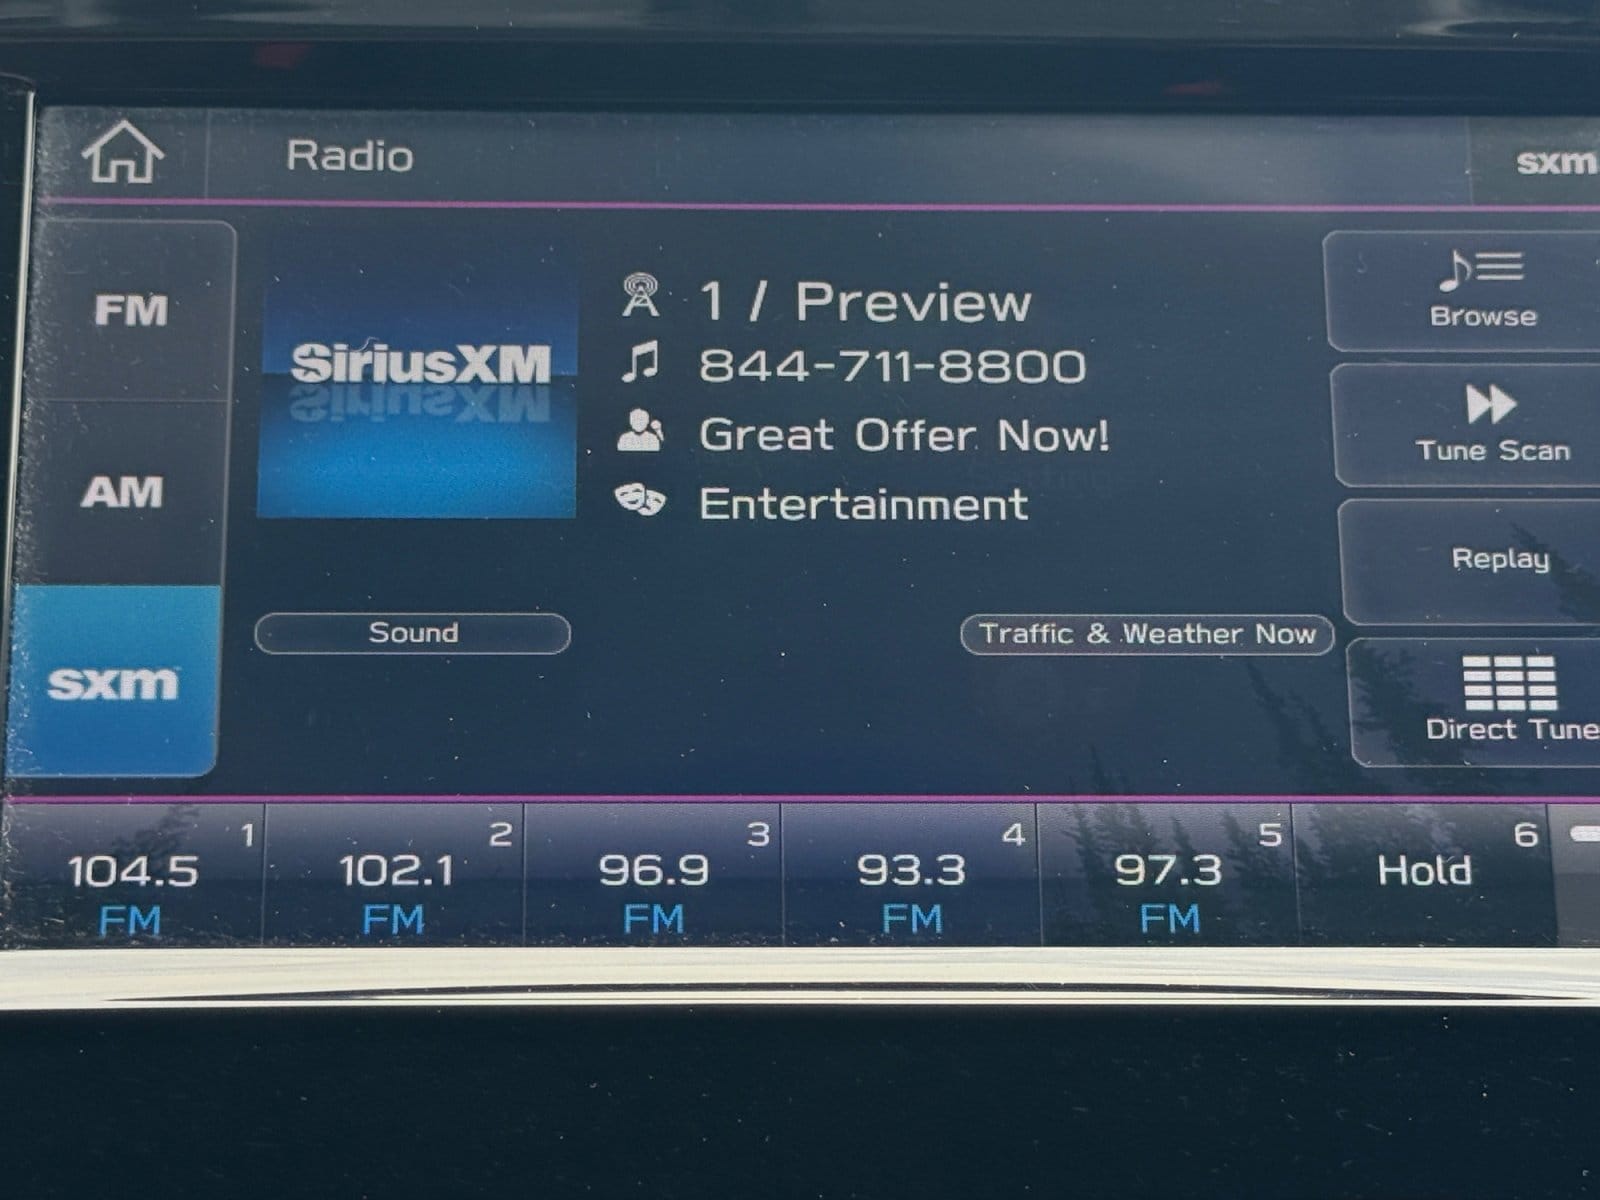 Radio
sxm
FM
AM
sxm
SiriusXM
1 / Preview
844-711-8800
Great Offer Now!
Entertainment
Sound
Traffic & Weather Now
Browse
Tune Scan
Replay
Direct Tune
1
104.5
FM
2
102.1
FM
3
96.9
FM
4
93.3
FM
5
97.3
FM
6
Hold